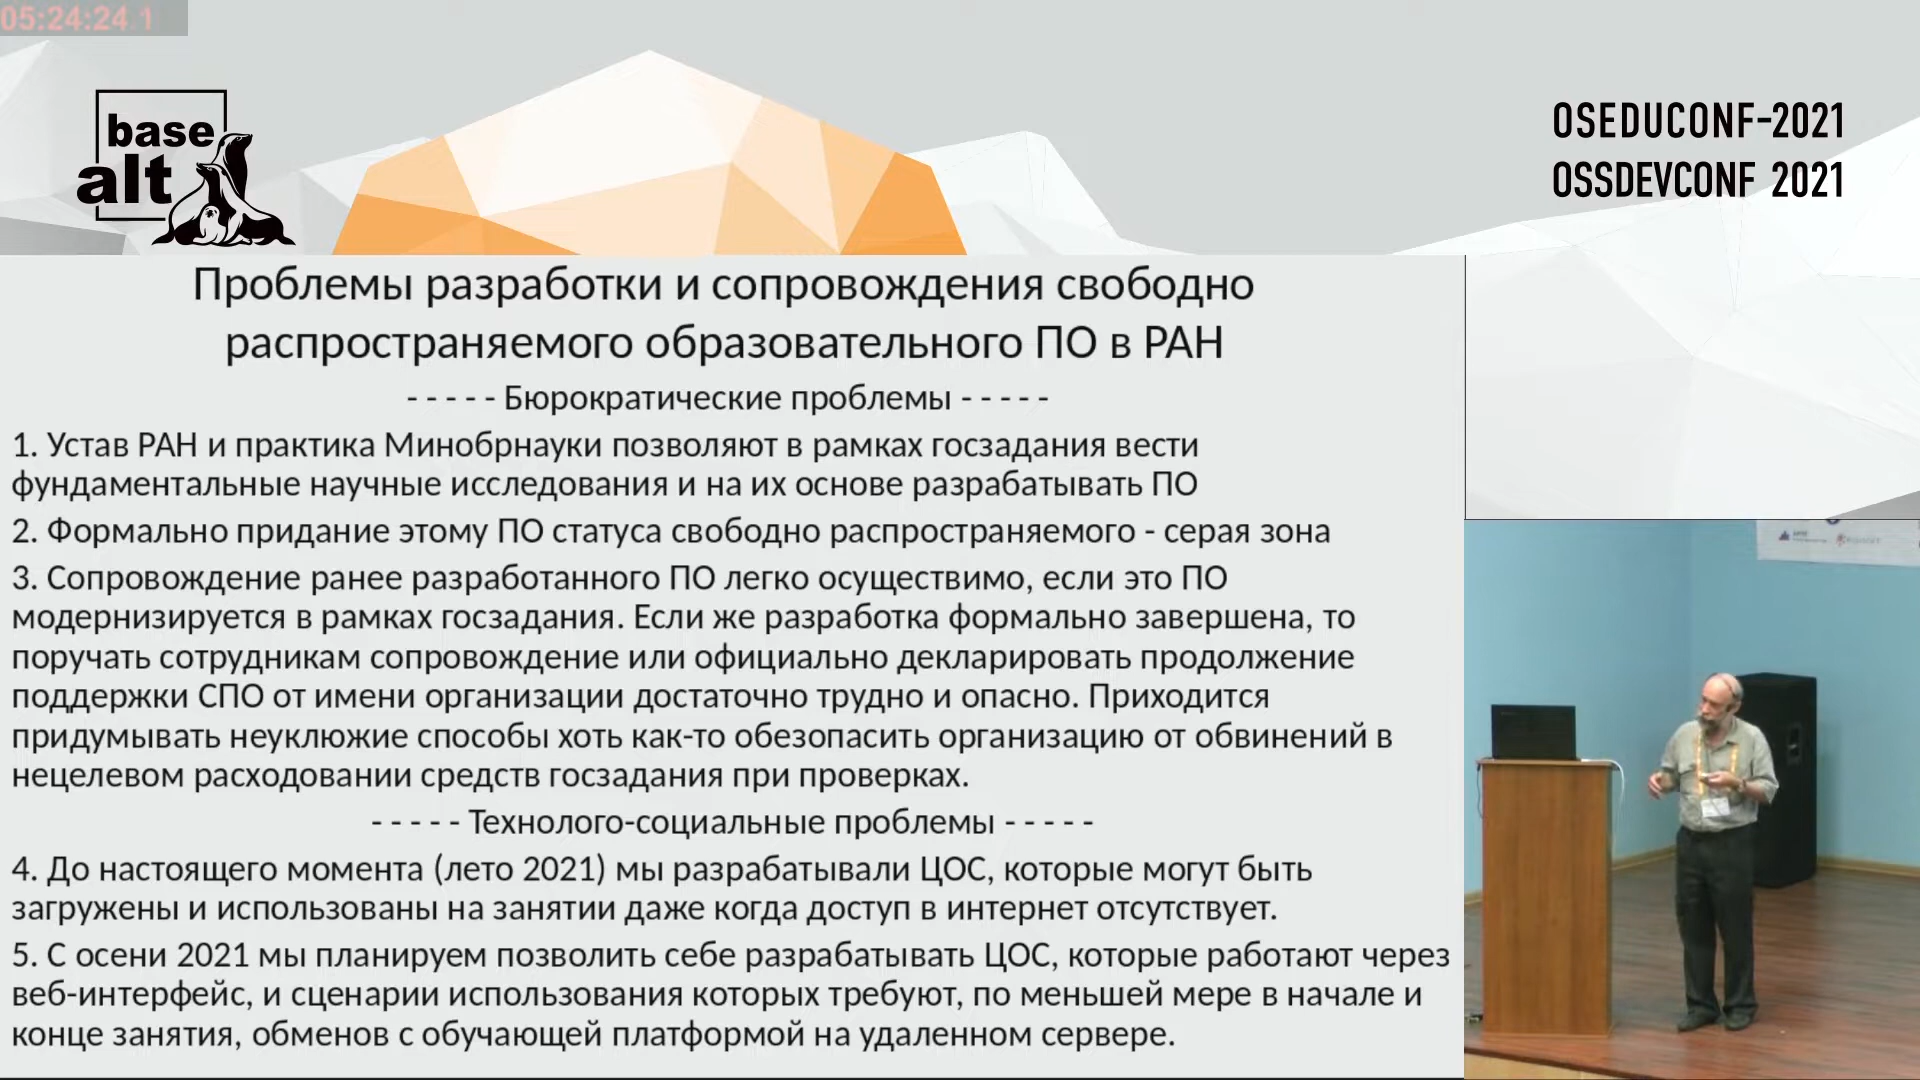 05:24:24.1
base
alt
OSEDUCONF-2021
OSSDEVCONF 2021
Проблемы разработки и сопровождения свободно
распространяемого образовательного ПО в РАН
- - - - - Бюрократические проблемы - - - - -
1. Устав РАН и практика Минобрнауки позволяют в рамках госзадания вести
фундаментальные научные исследования и на их основе разрабатывать ПО
2. Формально придание этому ПО статуса свободно распространяемого - серая зона
3. Сопровождение ранее разработанного ПО легко осуществимо, если это ПО
модернизируется в рамках госзадания. Если же разработка формально завершена, то
поручать сотрудникам сопровождение или официально декларировать продолжение
поддержки СПО от имени организации достаточно трудно и опасно. Приходится
придумывать неуклюжие способы хоть как-то обезопасить организацию от обвинений в
нецелевом расходовании средств госзадания при проверках.
- - - - - Технолого-социальные проблемы - - - - -
4. До настоящего момента (лето 2021) мы разрабатывали ЦОС, которые могут быть
загружены и использованы на занятии даже когда доступ в интернет отсутствует.
5. С осени 2021 мы планируем позволить себе разрабатывать ЦОС, которые работают через
веб-интерфейс, и сценарии использования которых требуют, по меньшей мере в начале и
конце занятия, обменов с обучающей платформой на удаленном сервере.